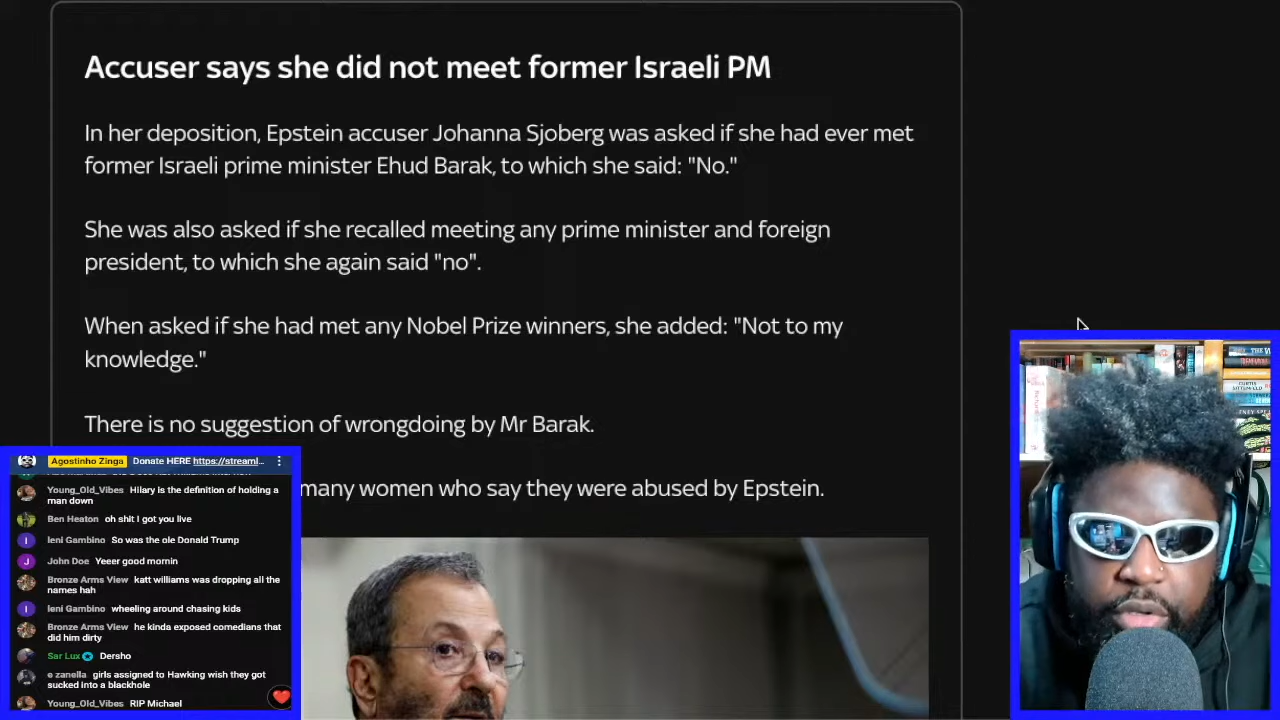 Accuser says she did not meet former Israeli PM
In her deposition, Epstein accuser Johanna Sjoberg was asked if she had ever met
former Israeli prime minister Ehud Barak, to which she said: "No."
She was also asked if she recalled meeting any prime minister and foreign
president, to which she again said "no".
When asked if she had met any Nobel Prize winners, she added: "Not to my
knowledge."
There is no suggestion of wrongdoing by Mr Barak.
many women who say they were abused by Epstein.
Agostinho Zinga Donate HERE https://streaml...
Young_Old_Vibes Hilary is the definition of holding a
man down
Ben Heaton oh shit I got you live
Ieni Gambino So was the ole Donald Trump
John Doe Yeeer good mornin
Bronze Arms View katt williams was dropping all the
names hah
Ieni Gambino wheeling around chasing kids
Bronze Arms View he kinda exposed comedians that
did him dirty
Sar Lux Dersho
e zanella girls assigned to Hawking wish they got
sucked into a blackhole
Young_Old_Vibes RIP Michael
CURTIS
SITTENFELD